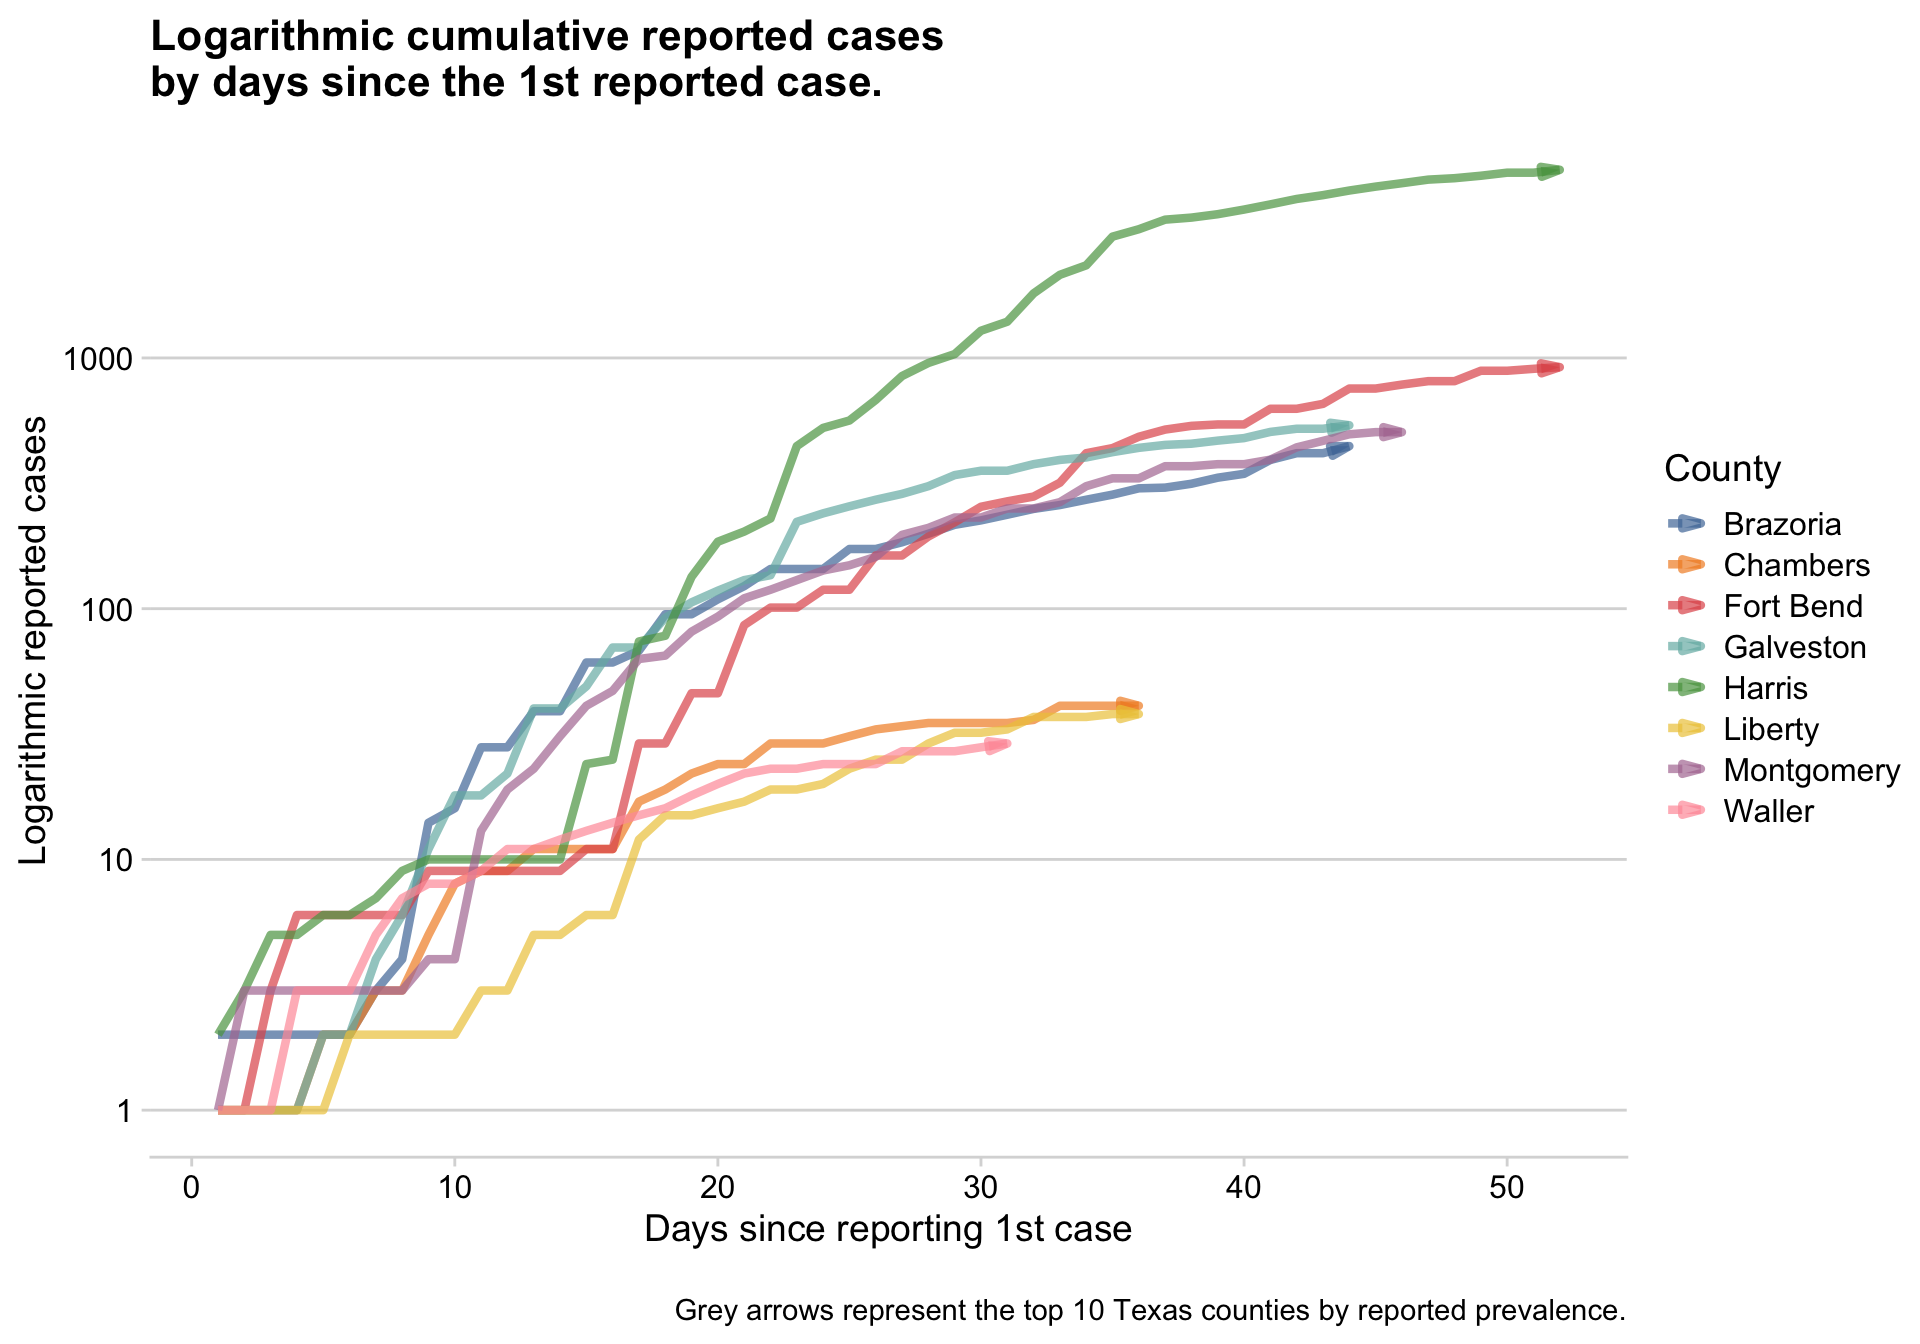 Logarithmic cumulative reported cases
by days since the 1st reported case.
Logarithmic reported cases
1000
100
10
1
0
10
20
30
40
50
Days since reporting 1st case
County
Brazoria
Chambers
Fort Bend
Galveston
Harris
Liberty
Montgomery
Waller
Grey arrows represent the top 10 Texas counties by reported prevalence.